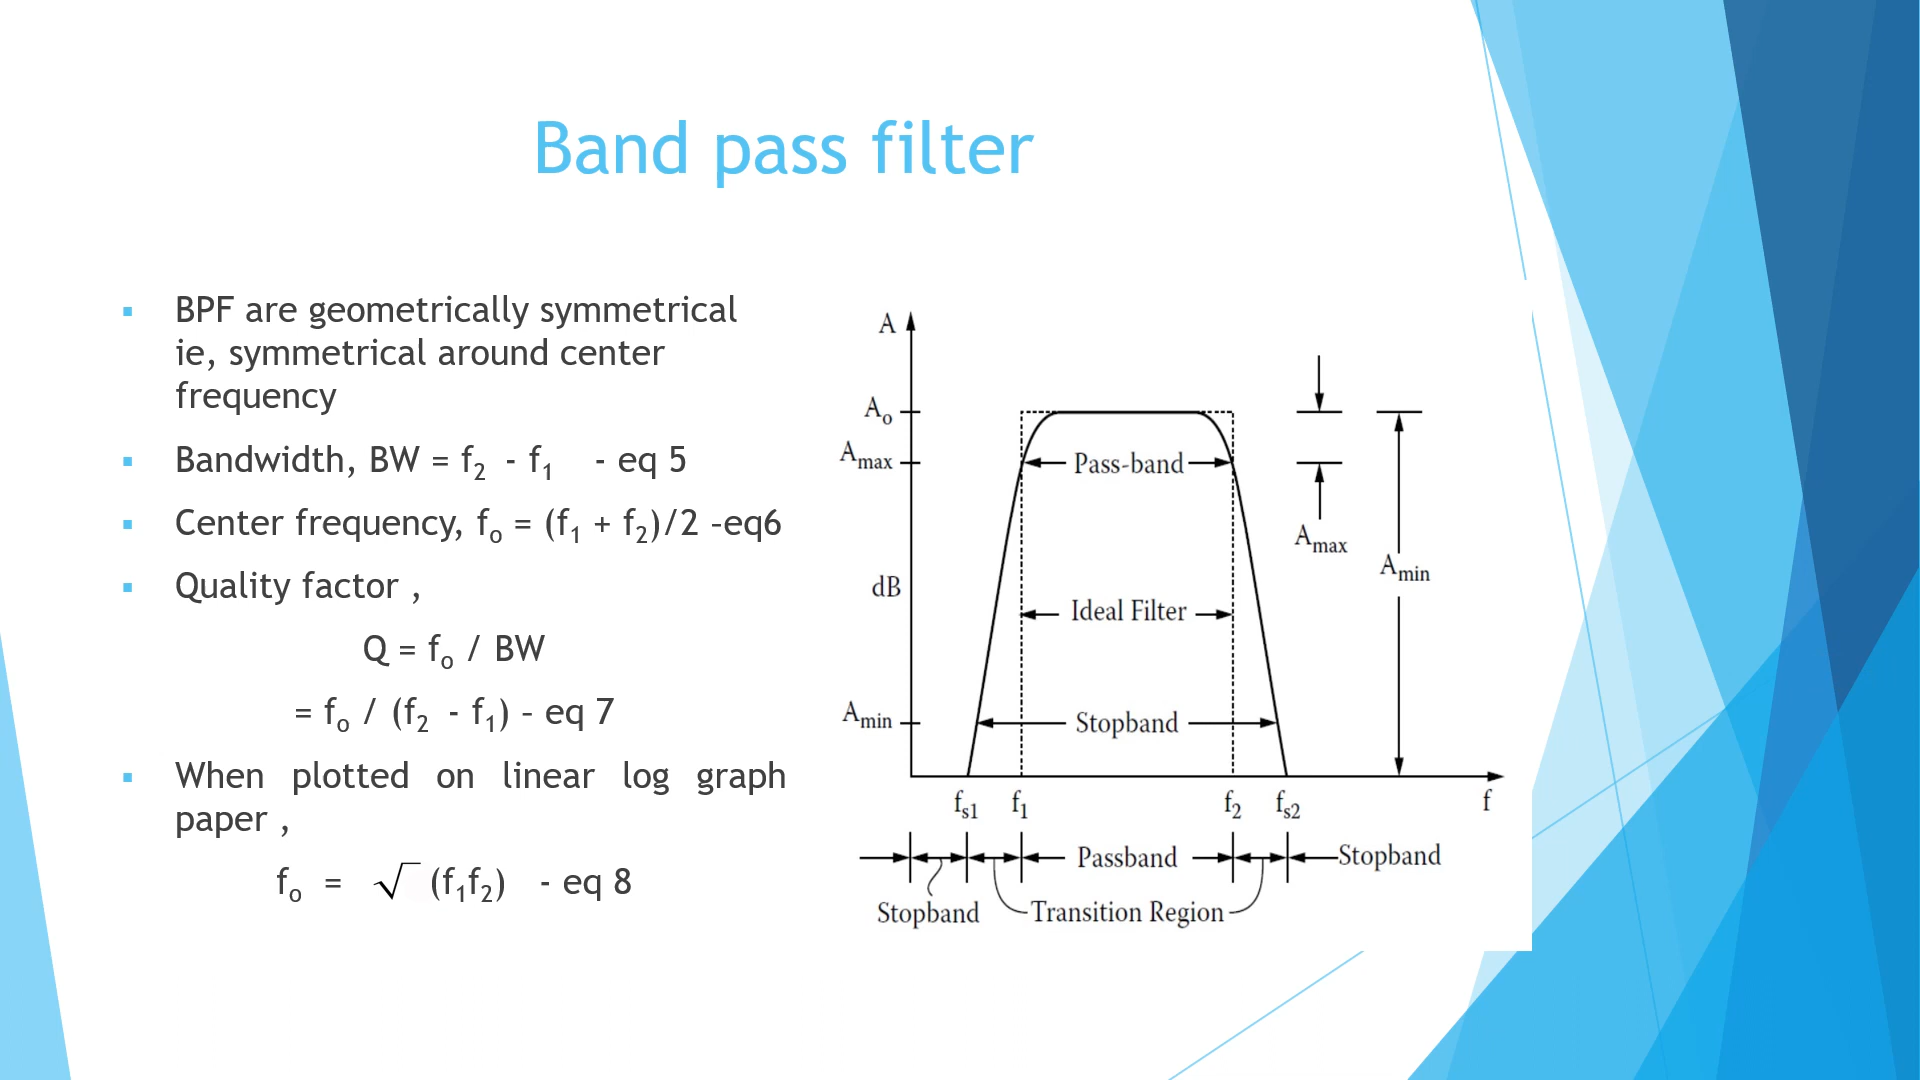 Band pass filter
▪ BPF are geometrically symmetrical
ie, symmetrical around center
frequency
▪ Bandwidth, BW = f₂ - f₁ - eq 5
▪ Center frequency, fₒ = (f₁ + f₂)/2 –eq6
▪ Quality factor ,
Q = fₒ / BW
= fₒ / (f₂ - f₁) – eq 7
▪ When plotted on linear log graph
paper ,
fₒ = √ (f₁f₂) - eq 8
A
Aₒ
Amax
Pass-band
Amax
Amin
dB
Ideal Filter
Amin
Stopband
fs1 f1 f2 fs2 f
Passband
Stopband
Stopband
Transition Region